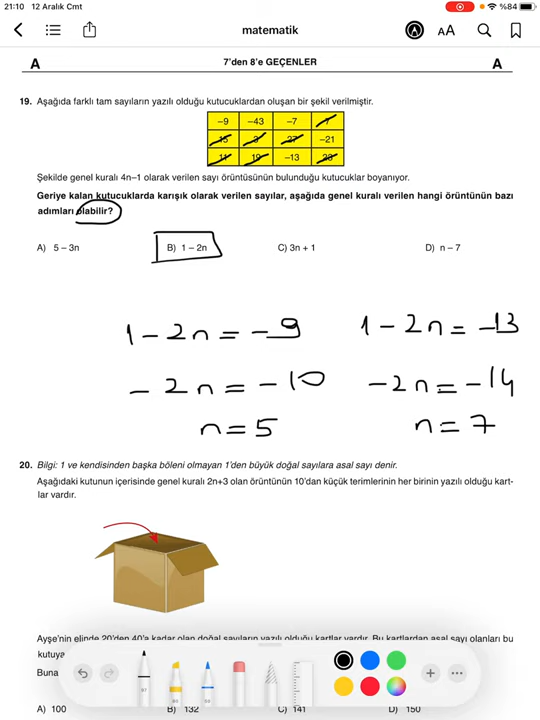 21:10 12 Aralık Cmt
%84
matematik
AA
A 7'den 8'e GEÇENLER A
19. Aşağıda farklı tam sayıların yazılı olduğu kutucuklardan oluşan bir şekil verilmiştir.
–9 –43 –7 7
15 3 27 –21
11 19 –13 23
Şekilde genel kuralı 4n–1 olarak verilen sayı örüntüsünün bulunduğu kutucuklar boyanıyor.
Geriye kalan kutucuklarda karışık olarak verilen sayılar, aşağıda genel kuralı verilen hangi örüntünün bazı
adımları olabilir?
A) 5 – 3n B) 1 – 2n C) 3n + 1 D) n – 7
1 – 2n = –9 1 – 2n = –13
– 2n = –10 –2n = –14
n = 5 n = 7
20. Bilgi: 1 ve kendisinden başka böleni olmayan 1'den büyük doğal sayılara asal sayı denir.
Aşağıdaki kutunun içerisinde genel kuralı 2n+3 olan örüntünün 10'dan küçük terimlerinin her birinin yazılı olduğu kart-
lar vardır.
Ayşe'nin elinde 20'den 40'a kadar olan doğal sayıların yazılı olduğu kartlar vardır. Bu kartlardan asal sayı olanları bu
kutuya
Buna
A) 100 B) 132 C) 141 D) 150